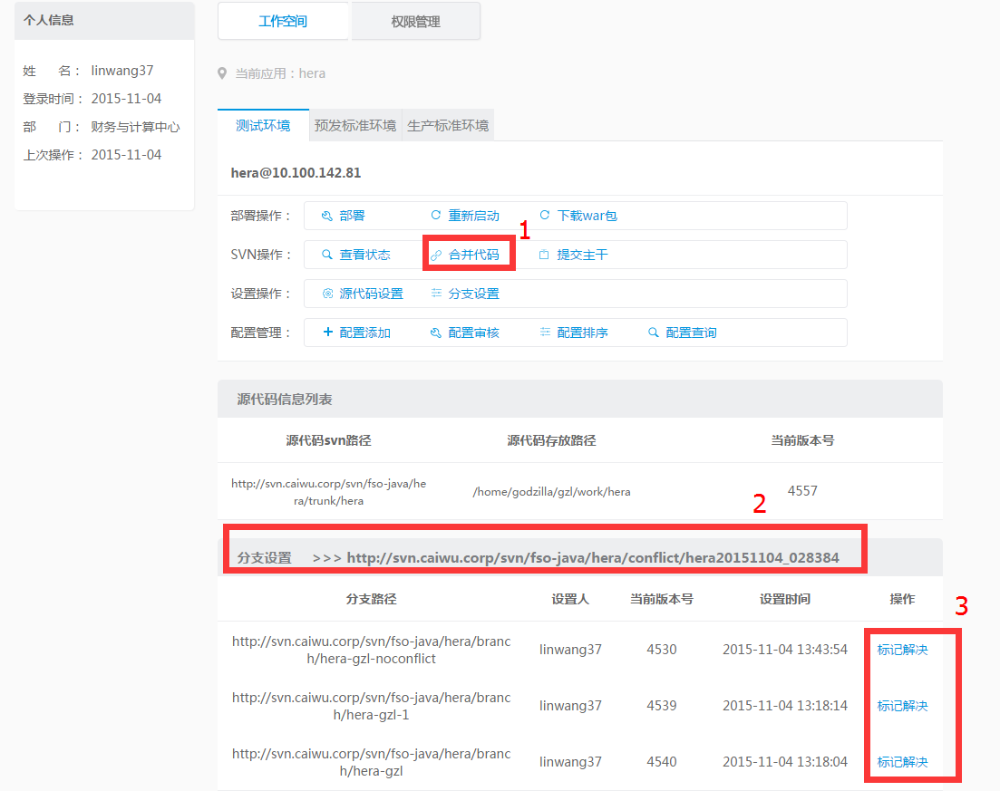 个人信息
姓 名： linwang37
登录时间： 2015-11-04
部 门： 财务与计算中心
上次操作： 2015-11-04
工作空间 权限管理
当前应用：hera
测试环境 预发标准环境 生产标准环境
hera@10.100.142.81
部署操作： 部署 重新启动 下载war包
1
SVN操作： 查看状态 合并代码 提交主干
设置操作： 源代码设置 分支设置
配置管理： 配置添加 配置审核 配置排序 配置查询
源代码信息列表
源代码svn路径 源代码存放路径 当前版本号
http://svn.caiwu.corp/svn/fso-java/he
ra/trunk/hera
/home/godzilla/gzl/work/hera
4557
2
分支设置 >>> http://svn.caiwu.corp/svn/fso-java/hera/conflict/hera20151104_028384
分支路径 设置人 当前版本号 设置时间 操作
3
http://svn.caiwu.corp/svn/fso-java/hera/branc
h/hera-gzl-noconflict
linwang37 4530 2015-11-04 13:43:54 标记解决
http://svn.caiwu.corp/svn/fso-java/hera/branc
h/hera-gzl-1
linwang37 4539 2015-11-04 13:18:14 标记解决
http://svn.caiwu.corp/svn/fso-java/hera/branc
h/hera-gzl
linwang37 4540 2015-11-04 13:18:04 标记解决